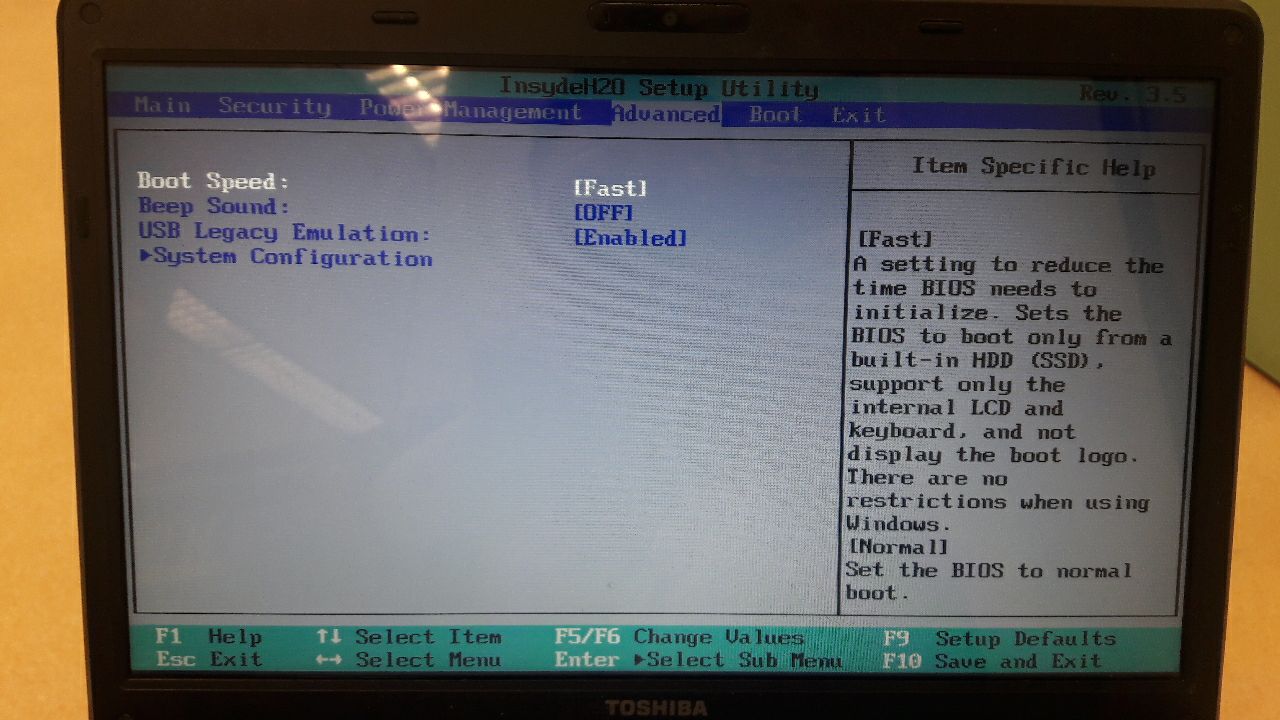 InsydeH20 Setup Utility Rev. 3.5
Main Security Power Management Advanced Boot Exit
Boot Speed: [Fast]
Beep Sound: [OFF]
USB Legacy Emulation: [Enabled]
▶System Configuration
Item Specific Help
[Fast]
A setting to reduce the
time BIOS needs to
initialize. Sets the
BIOS to boot only from a
built-in HDD (SSD),
support only the
internal LCD and
keyboard, and not
display the boot logo.
There are no
restrictions when using
Windows.
[Normal]
Set the BIOS to normal
boot.
F1 Help ↑↓ Select Item F5/F6 Change Values F9 Setup Defaults
Esc Exit ←→ Select Menu Enter ▶Select Sub Menu F10 Save and Exit
TOSHIBA